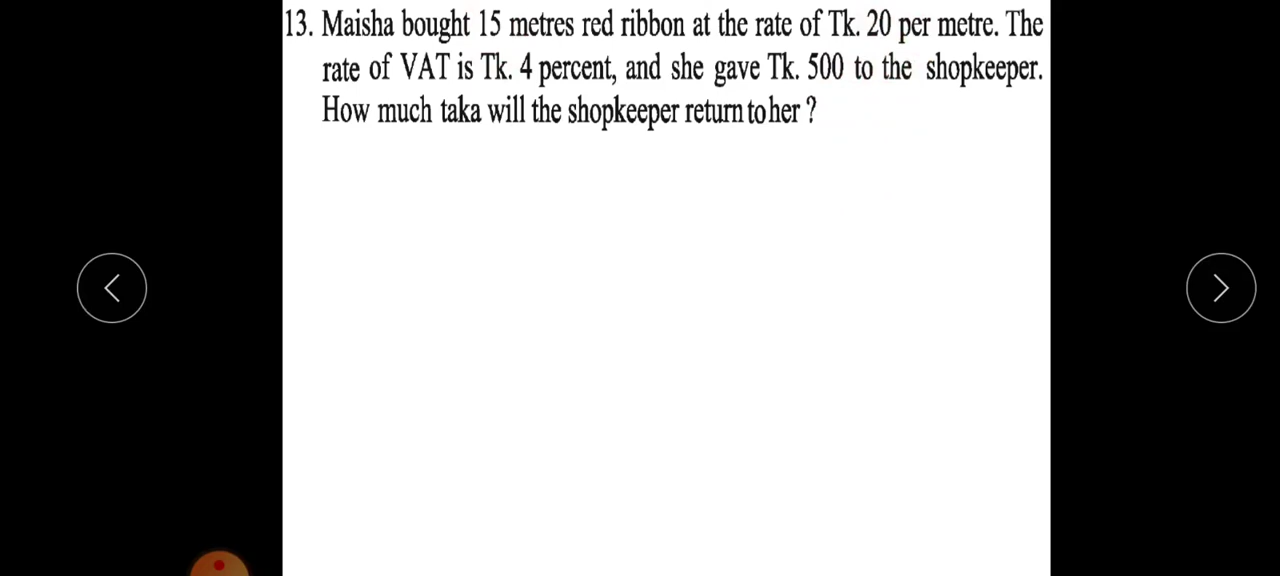 13. Maisha bought 15 metres red ribbon at the rate of Tk. 20 per metre. The
rate of VAT is Tk. 4 percent, and she gave Tk. 500 to the shopkeeper.
How much taka will the shopkeeper return to her ?